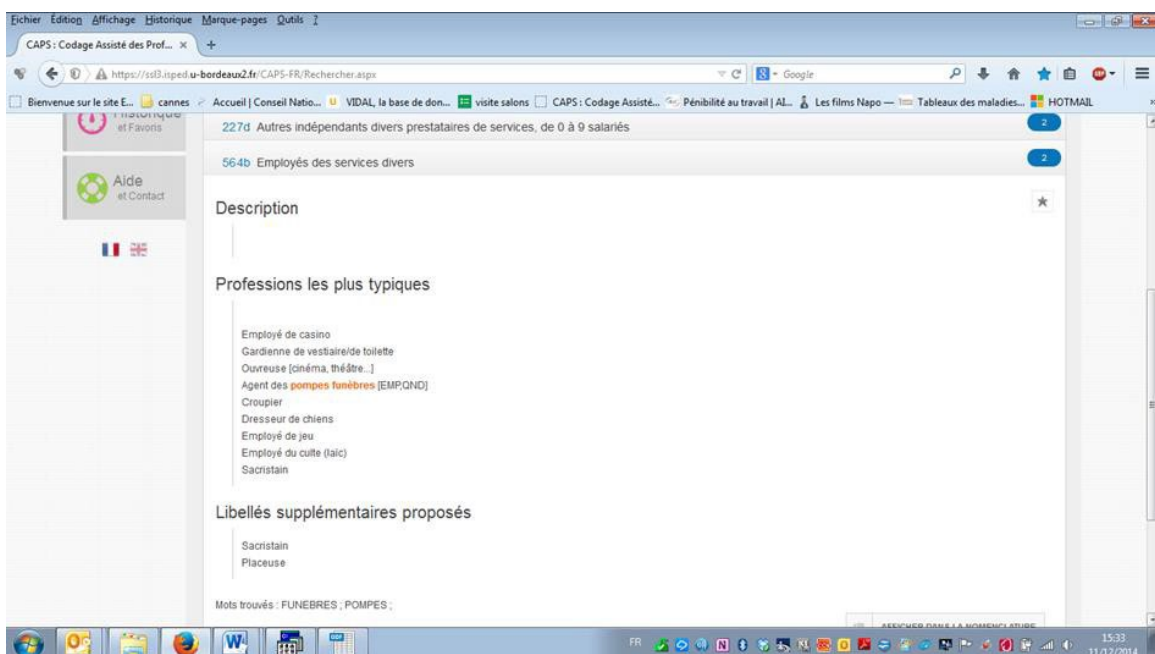 Eichier Édition Affichage Historique Marque-pages Outils ?
CAPS : Codage Assisté des Prof... × +
https://ssl3.isped.u-bordeaux2.fr/CAPS-FR/Rechercher.aspx
Google
Bienvenue sur le site E... cannes Accueil | Conseil Natio... VIDAL, la base de don... visite salons CAPS : Codage Assisté... Pénibilité au travail | AL... Les films Napo — Tableaux des maladies... HOTMAIL »
Historique
et Favoris
227d Autres indépendants divers prestataires de services, de 0 à 9 salariés 2
564b Employés des services divers 2
Aide
et Contact
Description
Professions les plus typiques
Employé de casino
Gardienne de vestiaire/de toilette
Ouvreuse [cinéma, théâtre...]
Agent des pompes funèbres [EMP,QND]
Croupier
Dresseur de chiens
Employé de jeu
Employé du culte (laïc)
Sacristain
Libellés supplémentaires proposés
Sacristain
Placeuse
Mots trouvés : FUNEBRES ; POMPES ;
AFFICHER DANS LA NOMENCLATURE
FR
15:33
11/12/2014